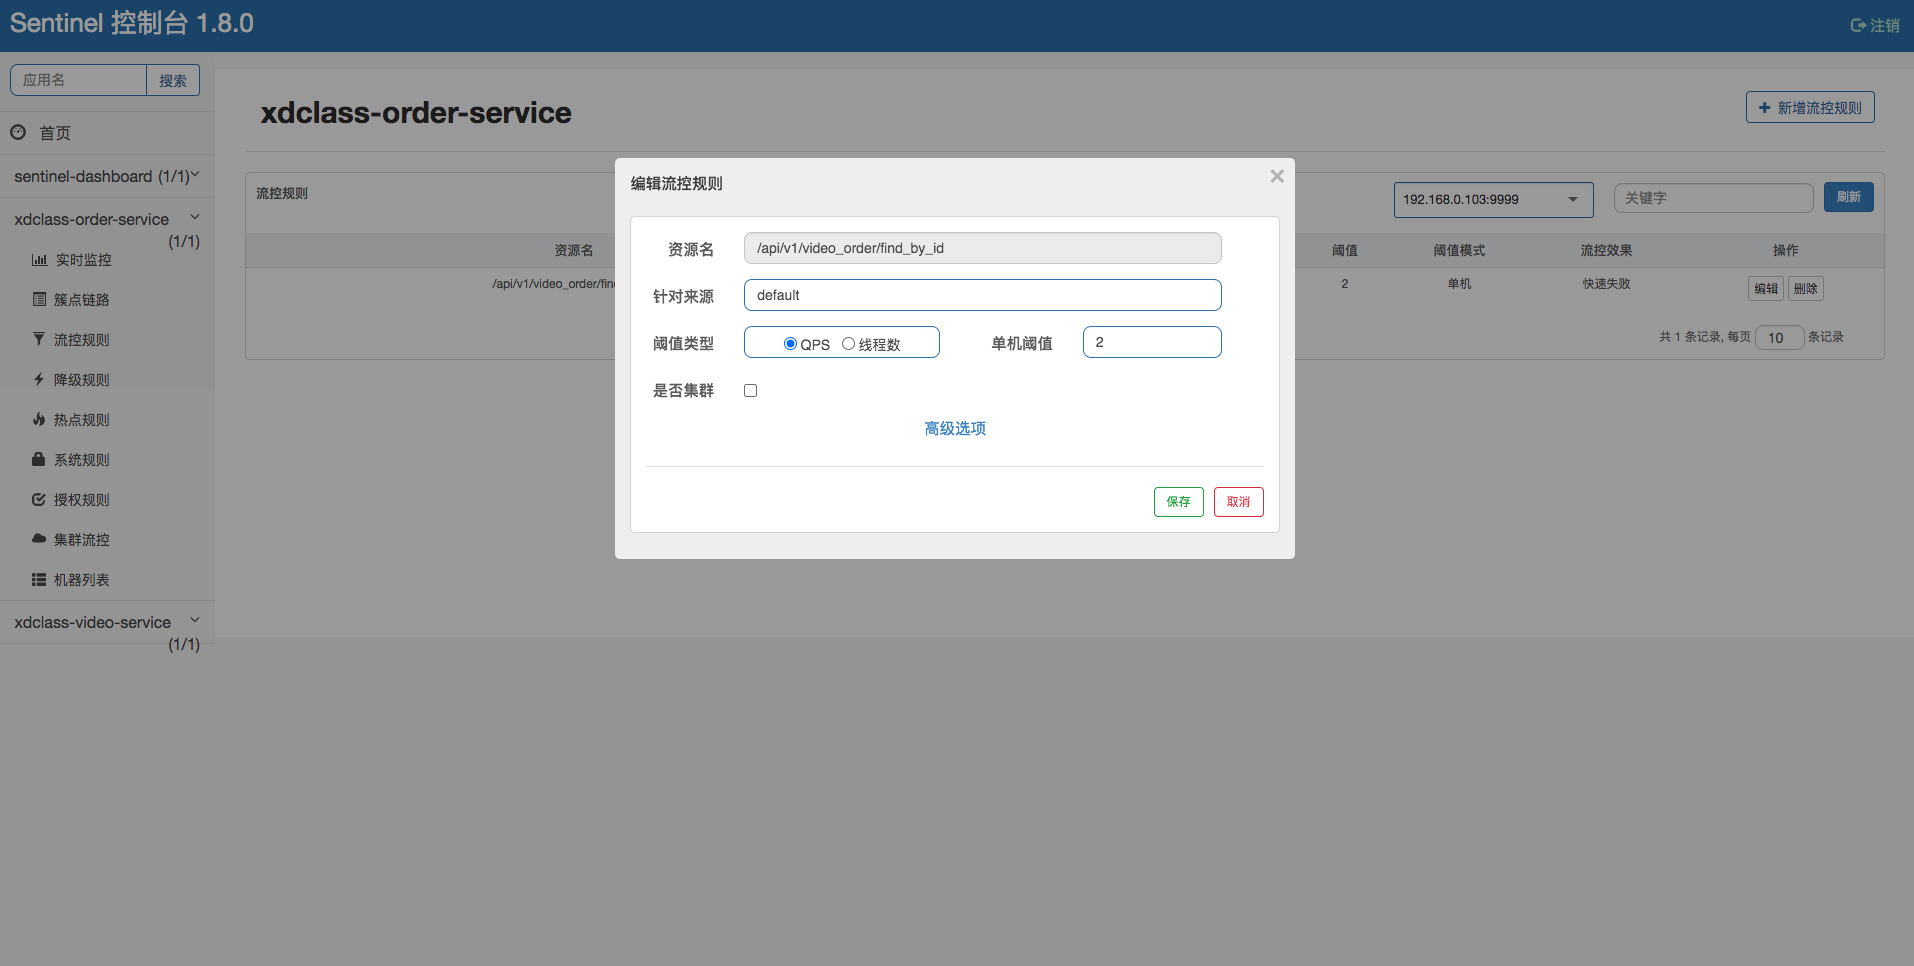 Sentinel 控制台 1.8.0
注销
应用名
搜索
首页
sentinel-dashboard (1/1)
xdclass-order-service
(1/1)
实时监控
簇点链路
流控规则
降级规则
热点规则
系统规则
授权规则
集群流控
机器列表
xdclass-video-service
(1/1)
xdclass-order-service
新增流控规则
流控规则
192.168.0.103:9999
关键字
刷新
资源名
阈值
阈值模式
流控效果
操作
/api/v1/video_order/fin
2
单机
快速失败
编辑
删除
共 1 条记录, 每页 10 条记录
编辑流控规则
×
资源名
/api/v1/video_order/find_by_id
针对来源
default
阈值类型
QPS 线程数
单机阈值
2
是否集群
高级选项
保存
取消